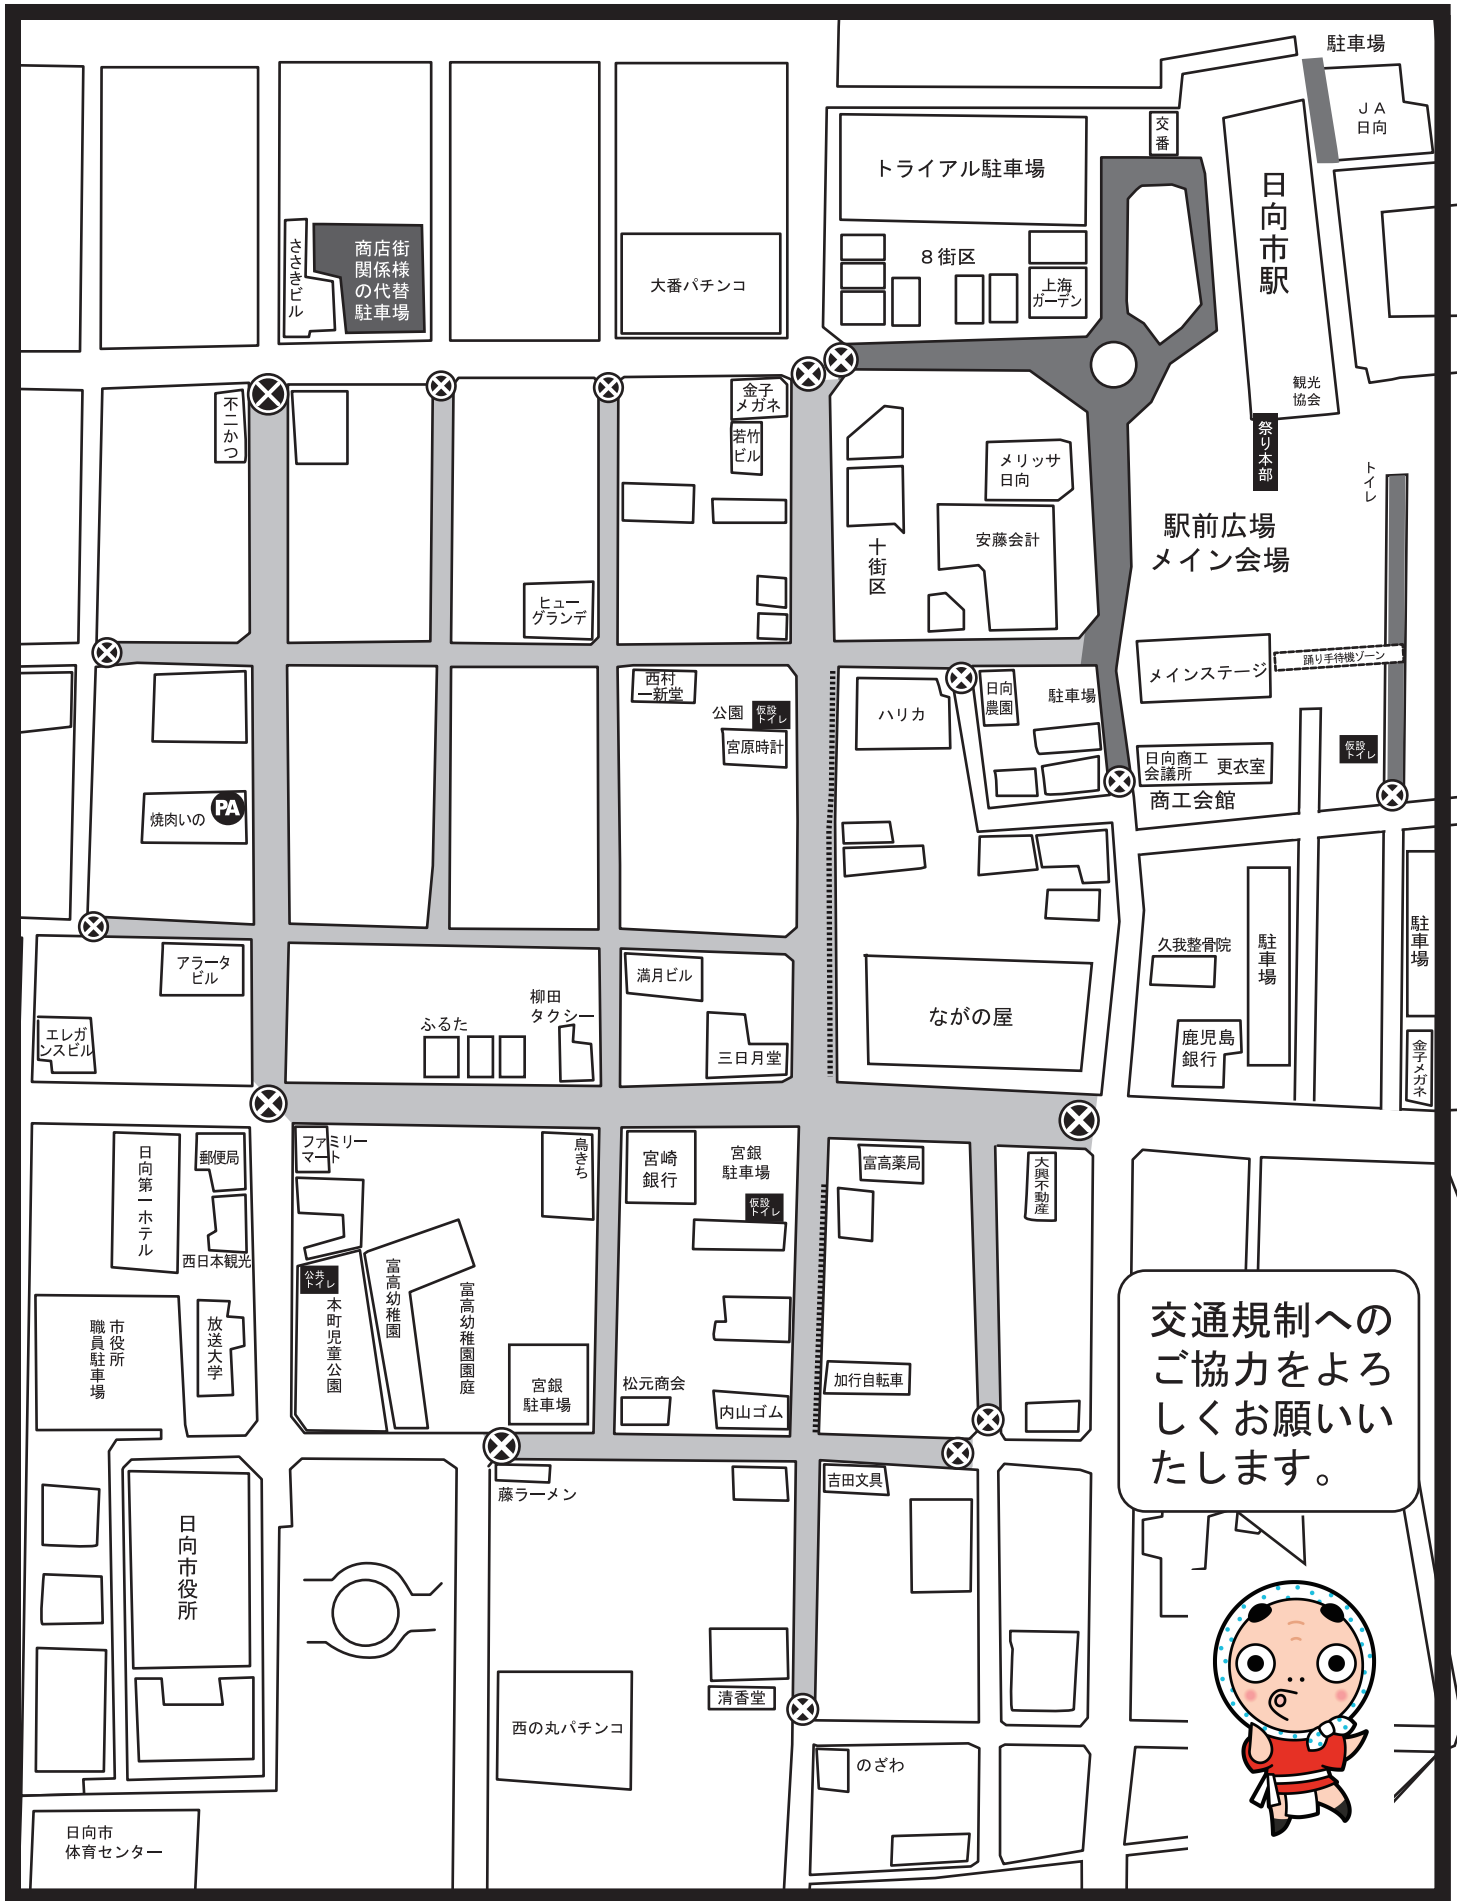 駐車場
ＪＡ
日向
交番
トライアル駐車場
日向市駅
８街区
上海
ガーデン
ささきビル
商店街
関係様
の代替
駐車場
大番パチンコ
観光
協会
祭り本部
不二かつ
金子
メガネ
若竹
ビル
メリッサ
日向
トイレ
駅前広場
メイン会場
安藤会計
十街区
ヒュー
グランデ
メインステージ
踊り手待機ゾーン
西村
一新堂
公園
仮設
トイレ
宮原時計
ハリカ
日向
農園
駐車場
日向商工
会議所
更衣室
仮設
トイレ
商工会館
焼肉いの
PA
アラータ
ビル
満月ビル
久我整骨院
駐車場
駐車場
柳田
タクシー
ふるた
エレガ
ンスビル
三日月堂
ながの屋
鹿児島
銀行
金子メガネ
日向第一ホテル
郵便局
ファミリー
マート
鳥きち
宮崎
銀行
宮銀
駐車場
仮設
トイレ
富高薬局
大興不動産
西日本観光
公共
トイレ
富高幼稚園
富高幼稚園園庭
本町児童公園
市役所
職員駐車場
放送大学
宮銀
駐車場
松元商会
内山ゴム
加行自転車
交通規制への
ご協力をよろ
しくお願いい
たします。
藤ラーメン
吉田文具
日向市役所
清香堂
西の丸パチンコ
のざわ
日向市
体育センター